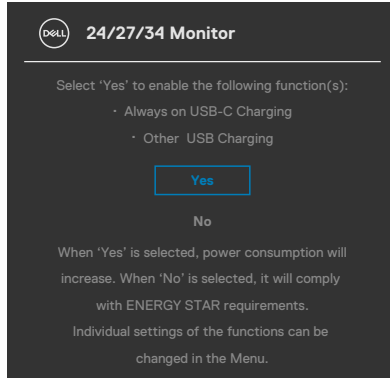 DELL
24/27/34 Monitor
Select ‘Yes’ to enable the following function(s):
· Always on USB-C Charging
· Other USB Charging
Yes
No
When ‘Yes’ is selected, power consumption will
increase. When ‘No’ is selected, it will comply
with ENERGY STAR requirements.
Individual settings of the functions can be
changed in the Menu.